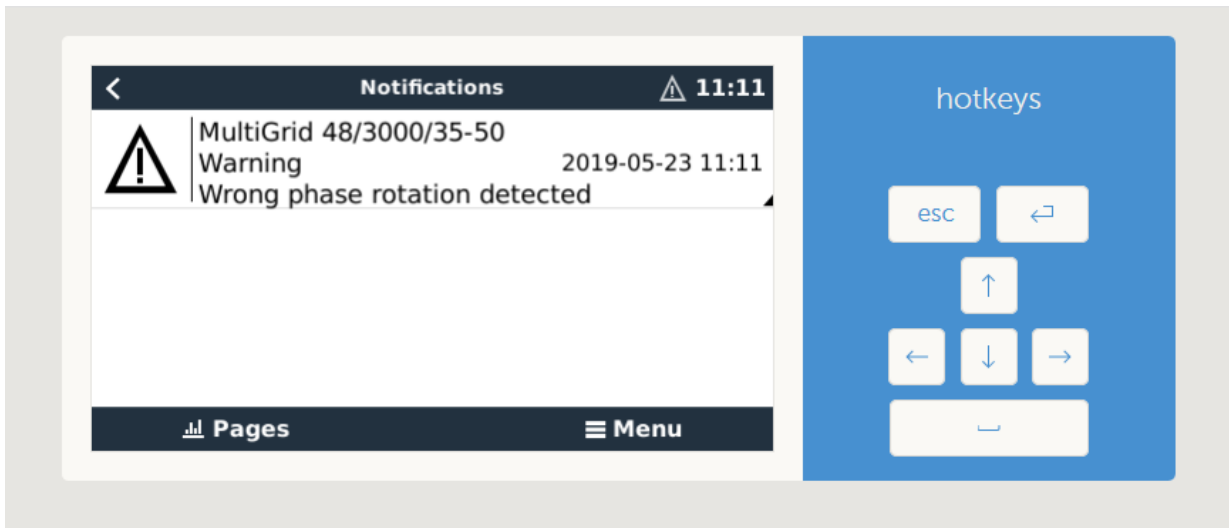 Notifications
11:11
hotkeys
MultiGrid 48/3000/35-50
Warning
2019-05-23 11:11
Wrong phase rotation detected
esc
Pages
Menu